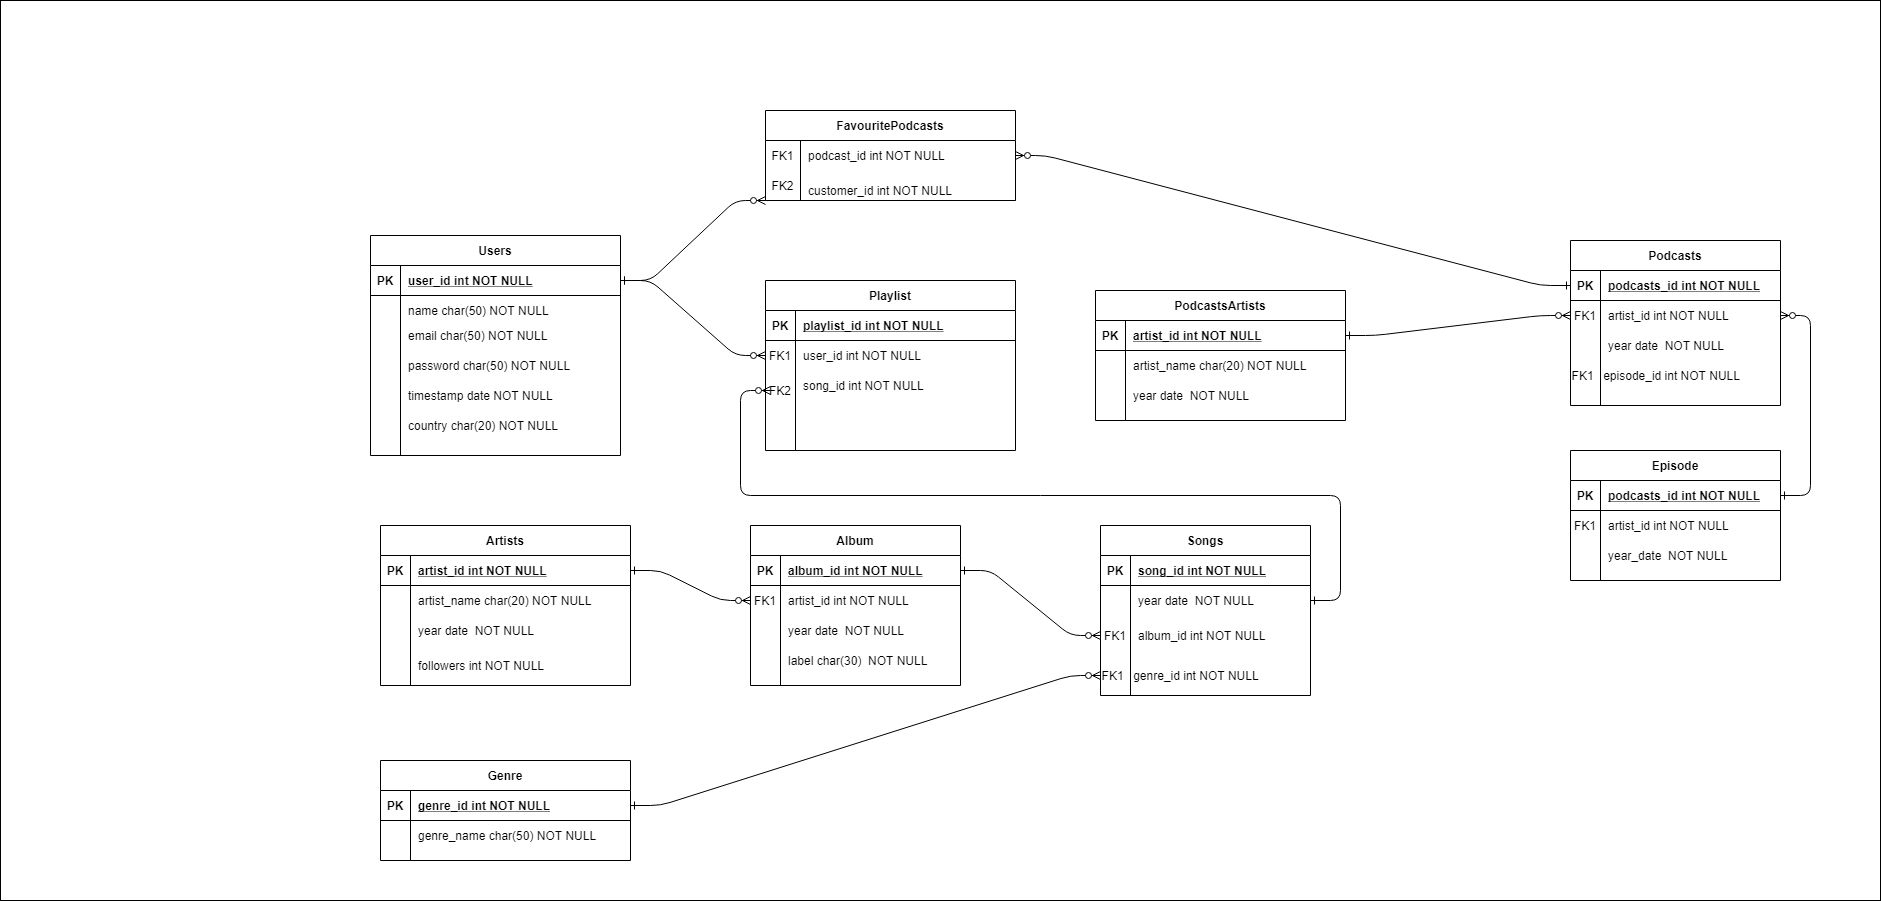 FavouritePodcasts
FK1 podcast_id int NOT NULL
FK2 customer_id int NOT NULL
Users
PK user_id int NOT NULL
name char(50) NOT NULL
email char(50) NOT NULL
password char(50) NOT NULL
timestamp date NOT NULL
country char(20) NOT NULL
Playlist
PK playlist_id int NOT NULL
FK1 user_id int NOT NULL
FK2 song_id int NOT NULL
PodcastsArtists
PK artist_id int NOT NULL
artist_name char(20) NOT NULL
year date  NOT NULL
Podcasts
PK podcasts_id int NOT NULL
FK1 artist_id int NOT NULL
year date  NOT NULL
FK1 episode_id int NOT NULL
Episode
PK podcasts_id int NOT NULL
FK1 artist_id int NOT NULL
year_date  NOT NULL
Artists
PK artist_id int NOT NULL
artist_name char(20) NOT NULL
year date  NOT NULL
followers int NOT NULL
Album
PK album_id int NOT NULL
FK1 artist_id int NOT NULL
year date  NOT NULL
label char(30)  NOT NULL
Songs
PK song_id int NOT NULL
year date  NOT NULL
FK1 album_id int NOT NULL
FK1 genre_id int NOT NULL
Genre
PK genre_id int NOT NULL
genre_name char(50) NOT NULL